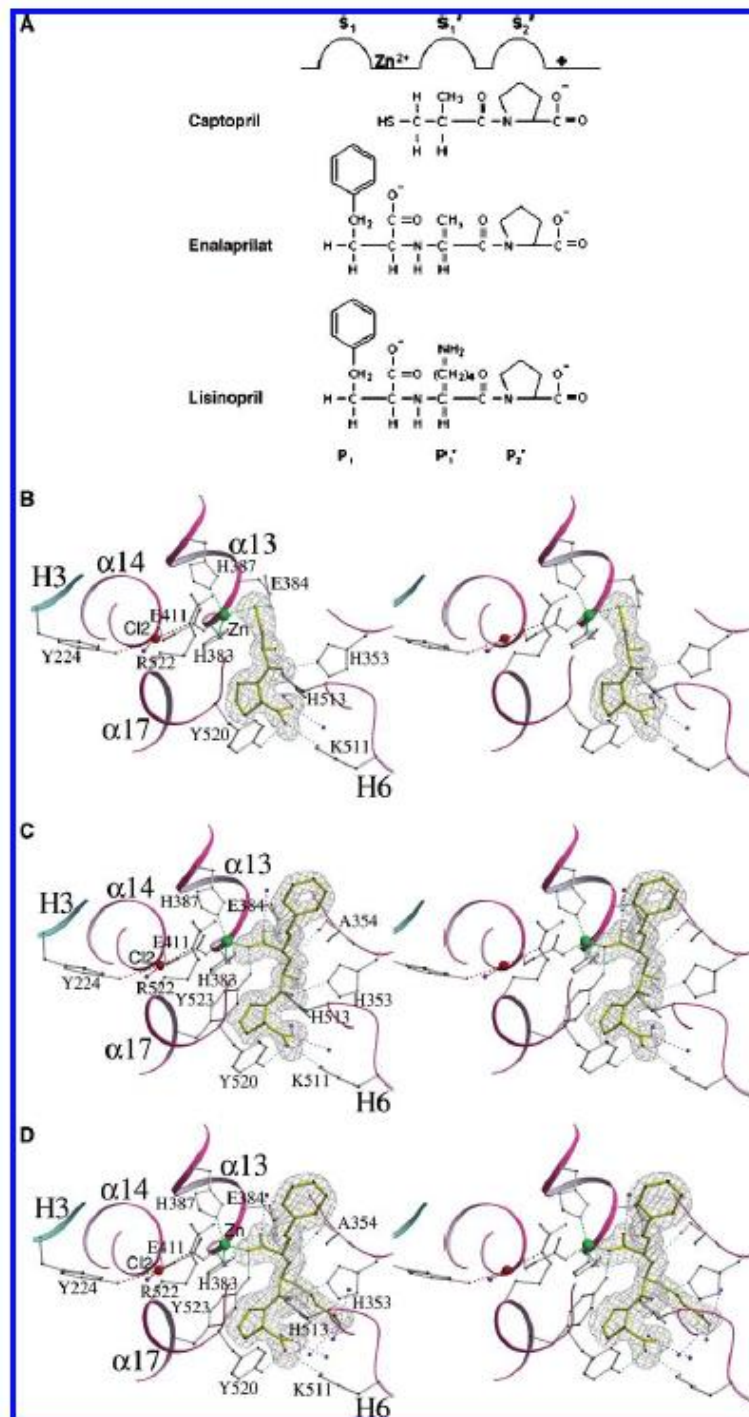 A
S₁ S₁' S₂'
Zn²⁺ +
Captopril
H CH₃ O O⁻
HS C C C N C=O
H H
Enalaprilat
O⁻
CH₂ C=O CH₃ O O⁻
H C C N C C N C=O
H H H H
Lisinopril
NH₂
O⁻
CH₂ C=O (CH₂)₄ O O⁻
H C C N C C N C=O
H H H H
P₁ P₁' P₂'
B
α13
α14 H387
H3 E384
E411
Cl2 Zn
Y224 R522 H383 H353
H513
α17 Y520 K511
H6
C
α13
α14 H387 E384
H3 A354
E411
Cl2
Y224 R522 H383
Y523 H353
H513
α17
Y520 K511
H6
D
α13
α14 H387 E384
H3 Zn A354
E411
Cl2
Y224 R522 H383
Y523 H353
H513
α17
Y520 K511
H6